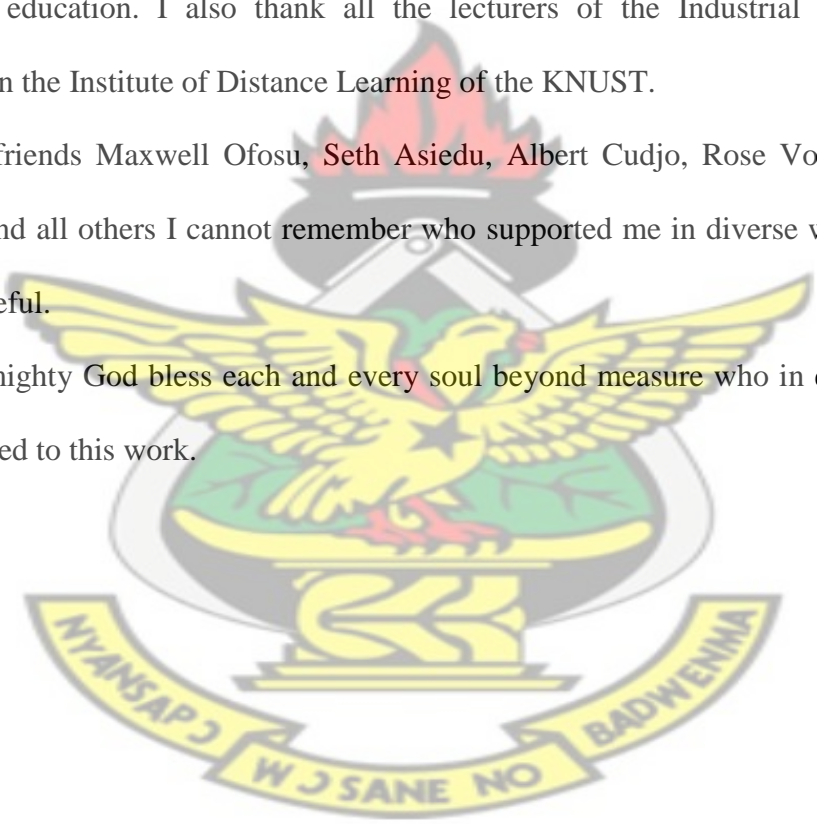 education. I also thank all the lecturers of the Industrial
n the Institute of Distance Learning of the KNUST.
friends Maxwell Ofosu, Seth Asiedu, Albert Cudjo, Rose Vo
nd all others I cannot remember who supported me in diverse w
eful.
nighty God bless each and every soul beyond measure who in
ed to this work.
NYANSAPƆ WƆSANE NO BADWENMA